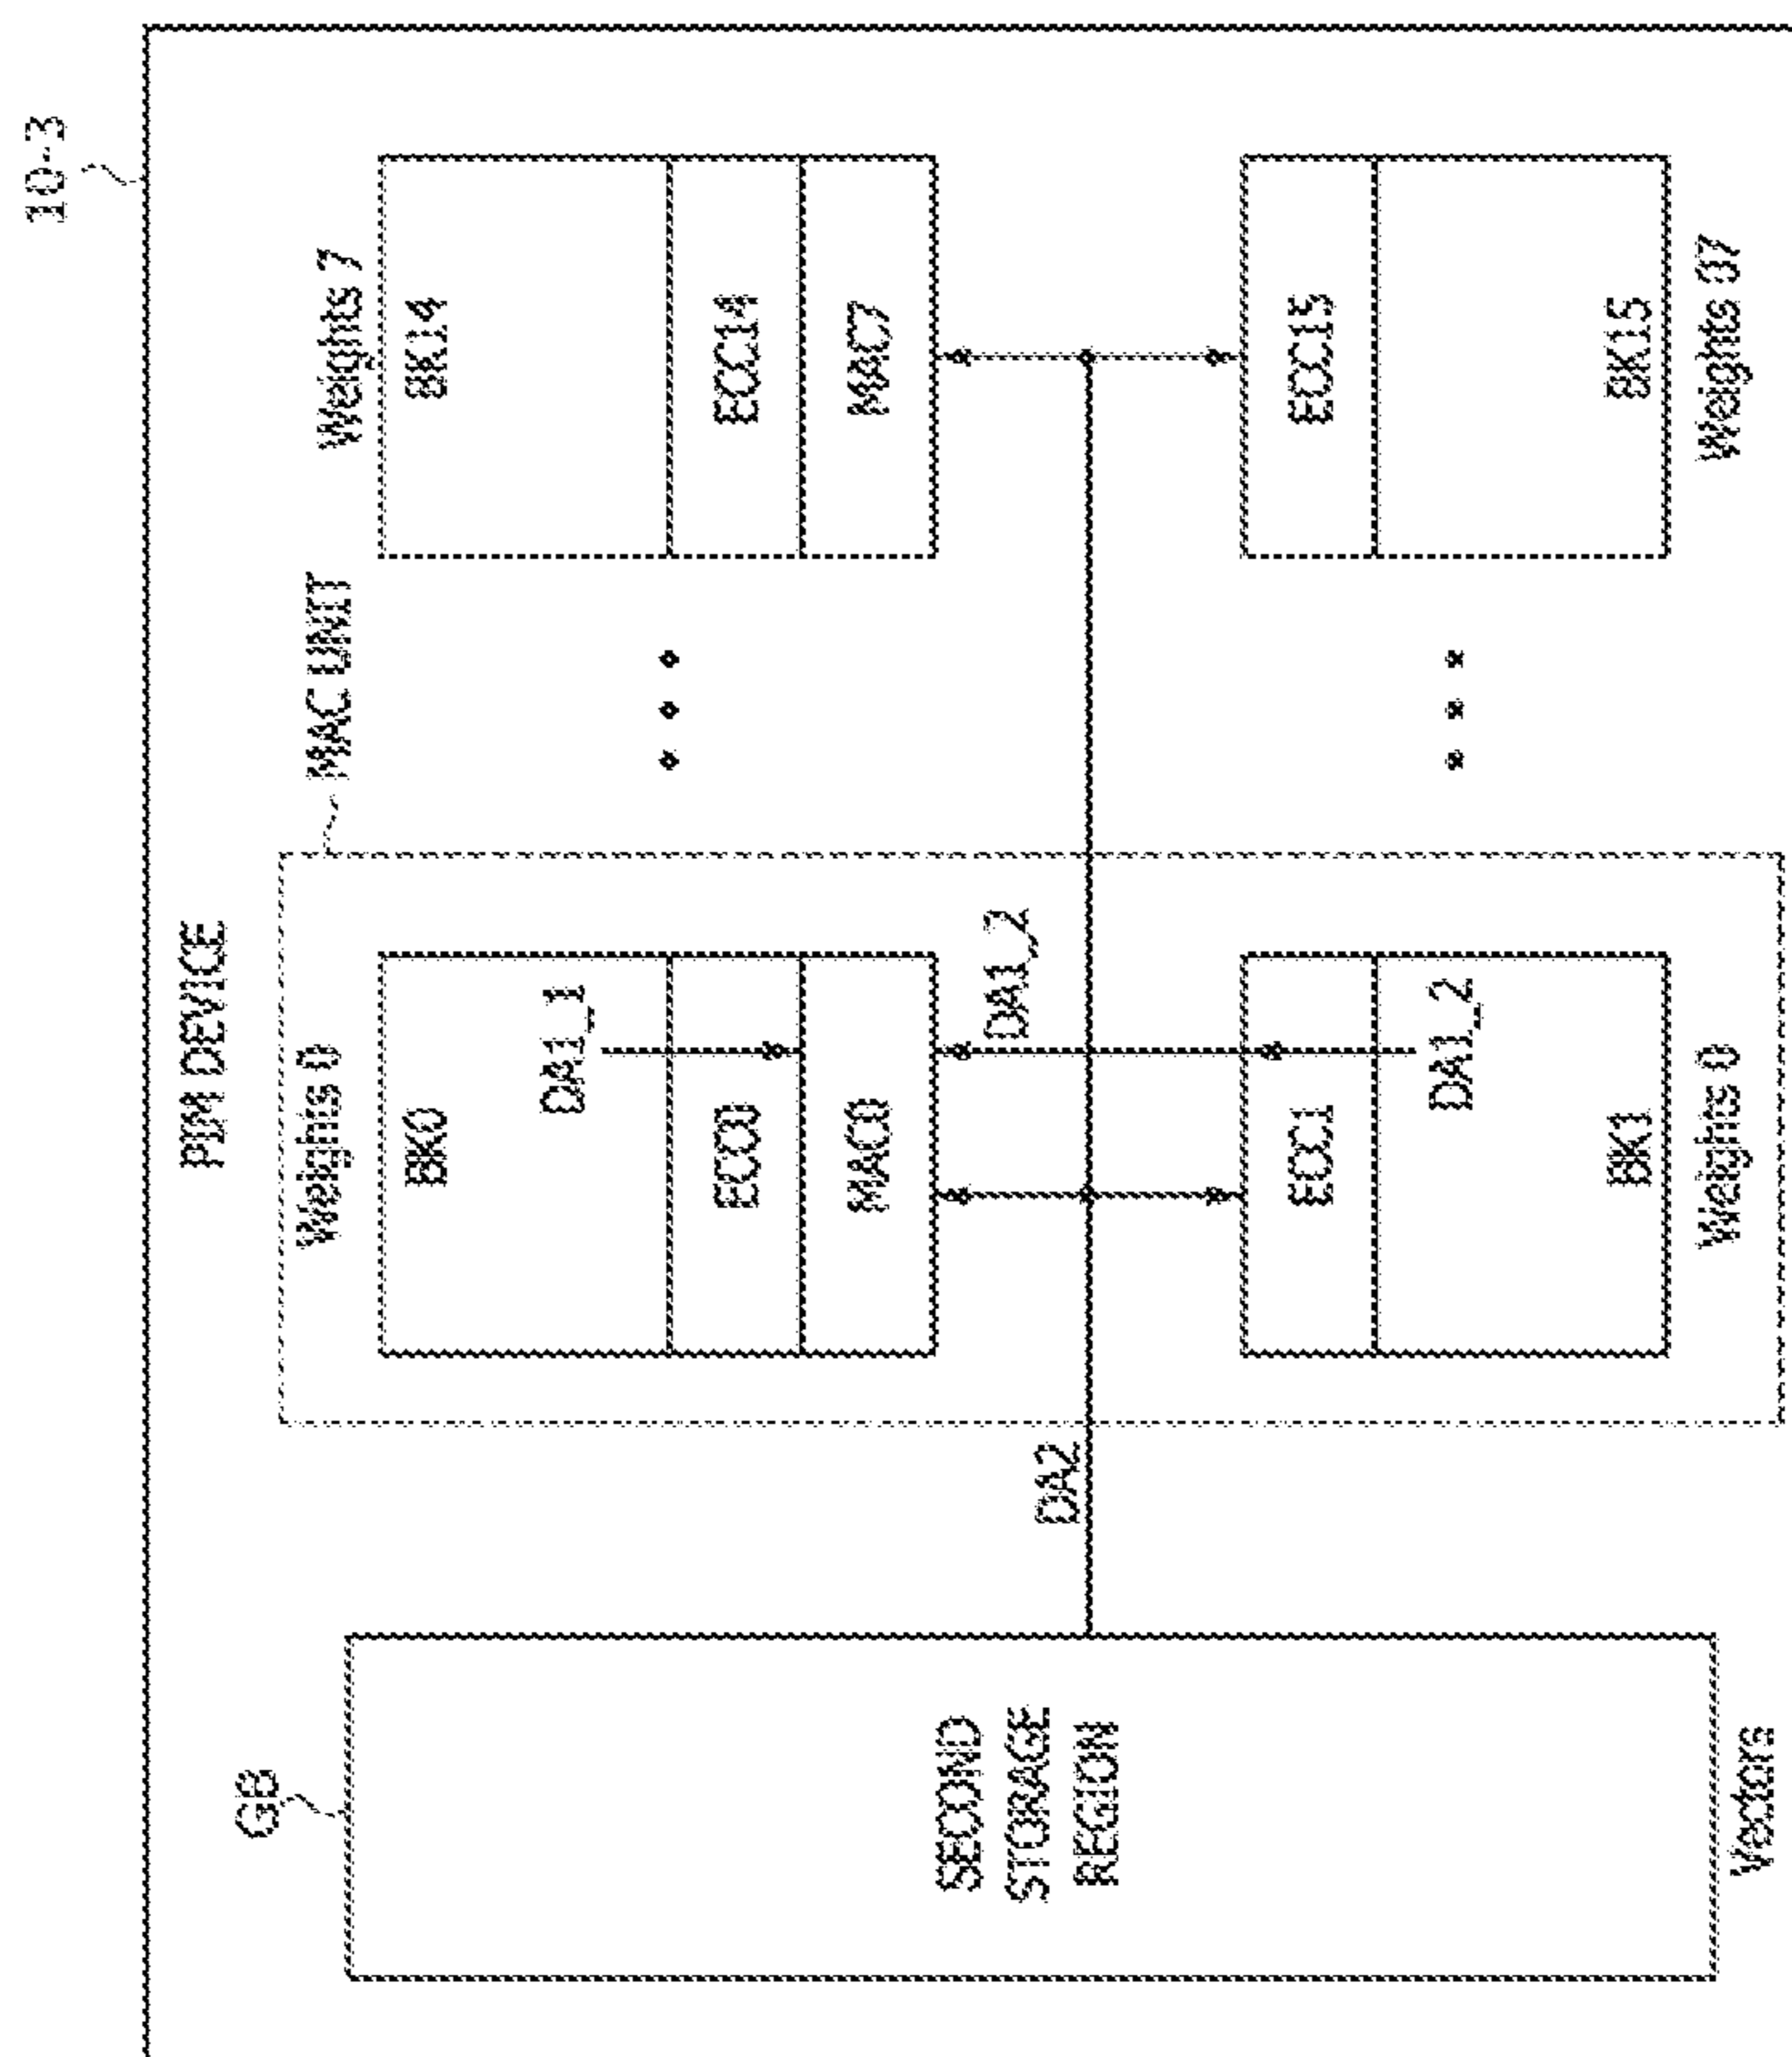 10-3
PIM DEVICE
GB
SECOND
STORAGE
REGION
Vectors
DA2
MAC UNIT
Weights 0
BK0
DA1_1
ECC0
MAC0
DA1_2
ECC1
DA1_2
BK1
Weights 0
Weights 7
BK14
ECC14
MAC7
ECC15
BK15
Weights 07